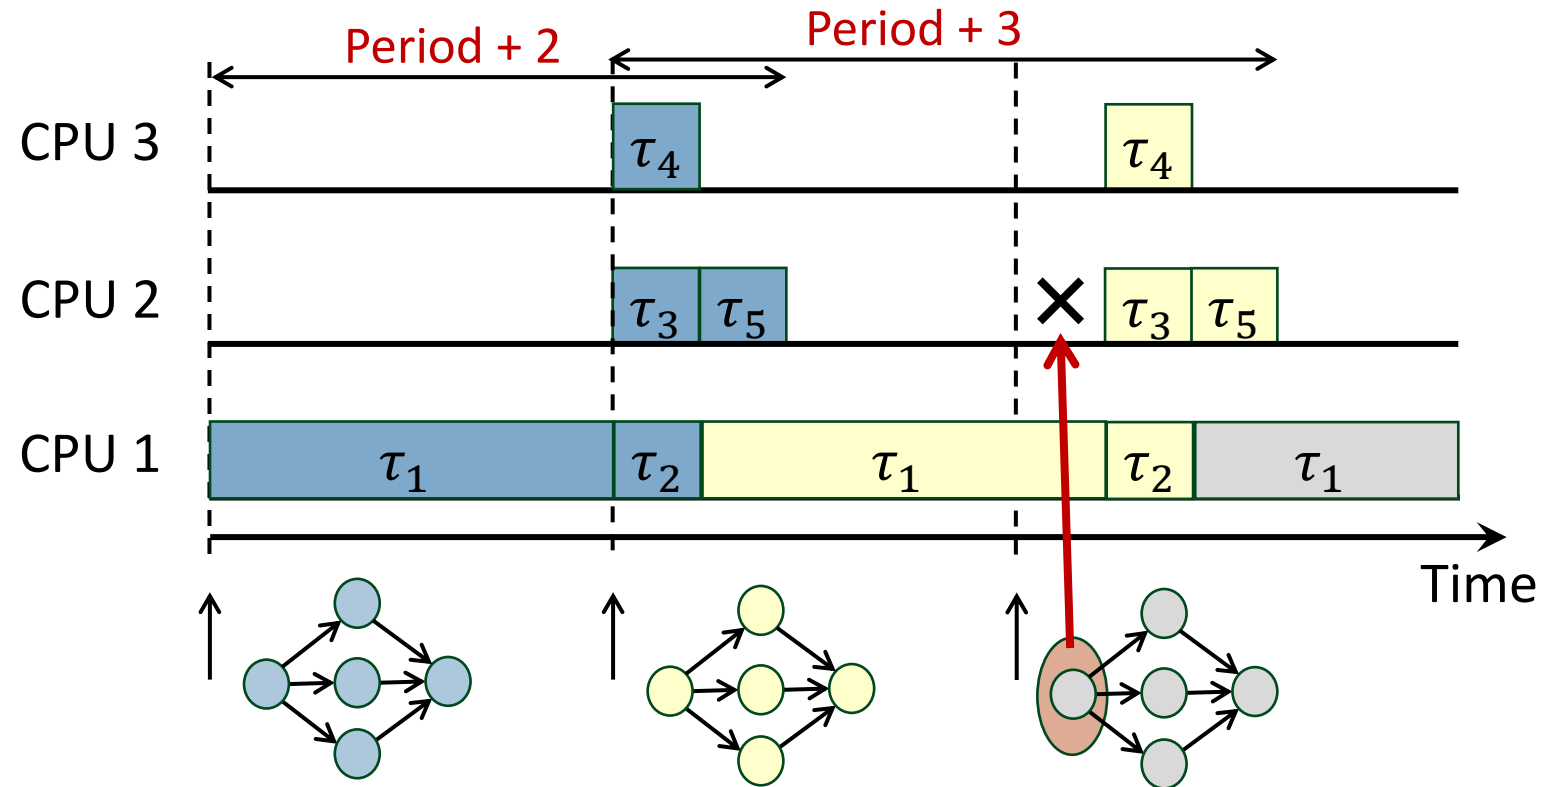 Period + 2
Period + 3
CPU 3
τ4
τ4
CPU 2
τ3
τ5
τ3
τ5
CPU 1
τ1
τ2
τ1
τ2
τ1
Time